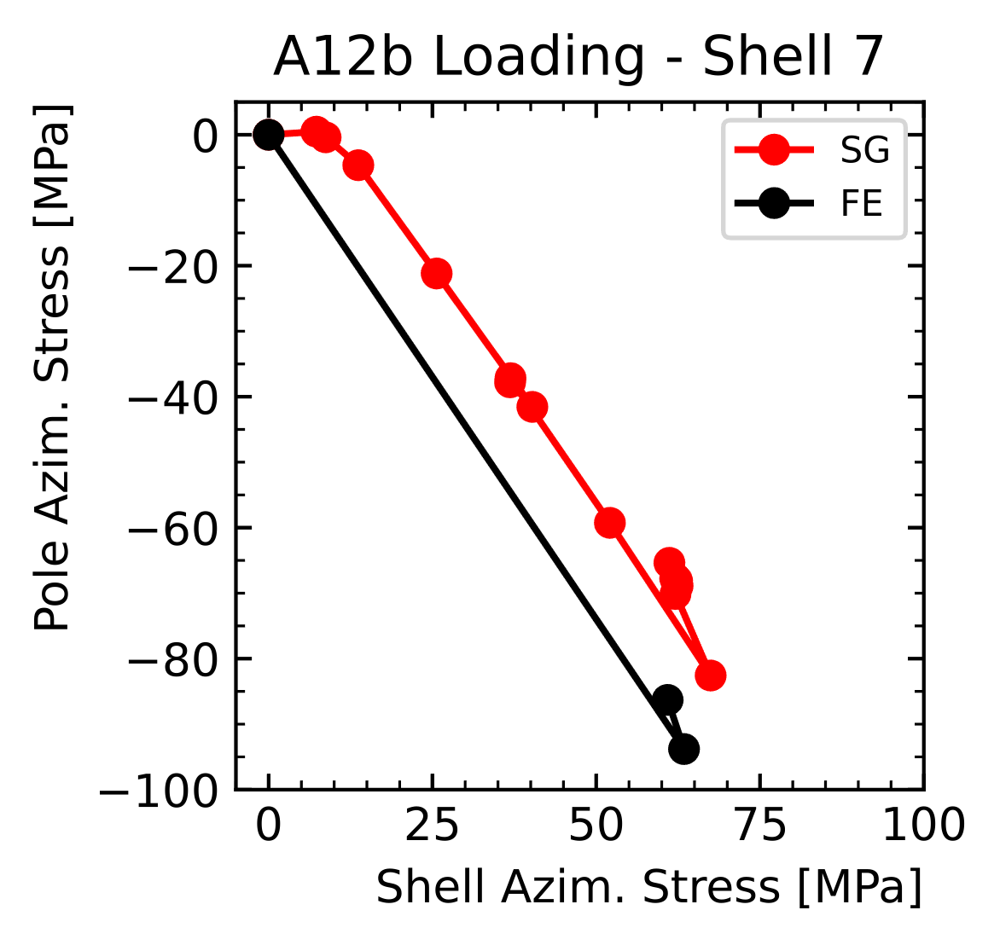 A12b Loading - Shell 7
Pole Azim. Stress [MPa]
0
−20
−40
−60
−80
−100
SG
FE
0 25 50 75 100
Shell Azim. Stress [MPa]